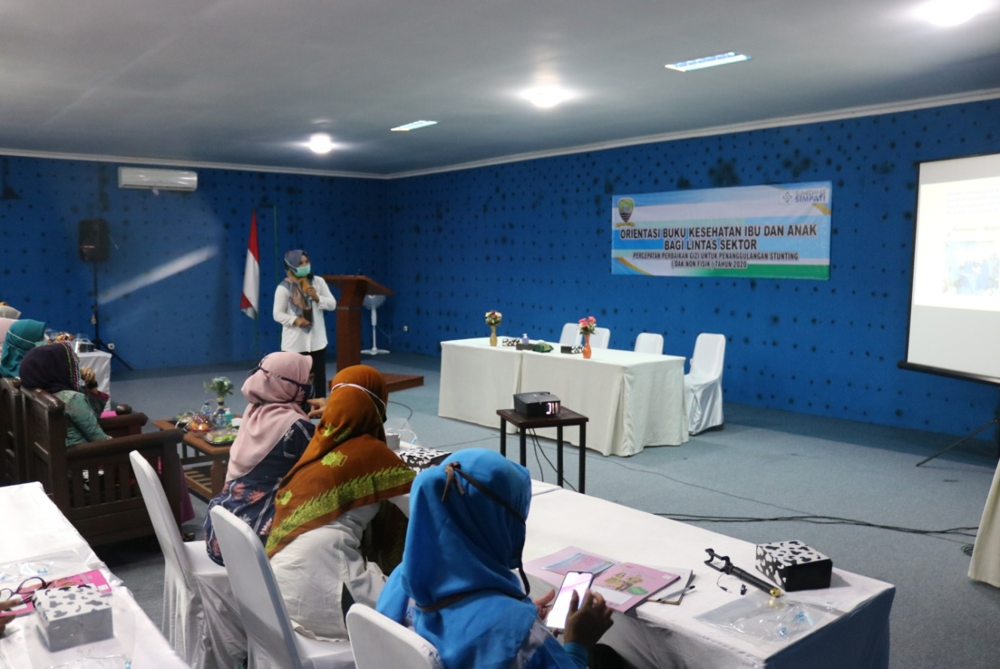 SUMEDANG
SIMPATI
ORIENTASI BUKU KESEHATAN IBU DAN ANAK
BAGI LINTAS SEKTOR
PERCEPATAN PERBAIKAN GIZI UNTUK PENANGGULANGAN STUNTING
( DAK NON FISIK ) TAHUN 2020